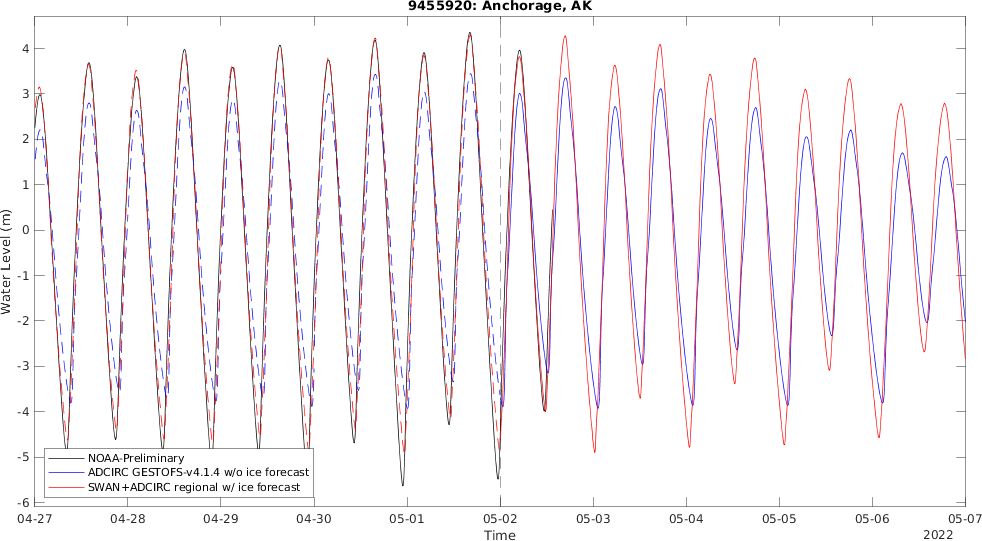 9455920: Anchorage, AK
Water Level (m)
4
3
2
1
0
-1
-2
-3
-4
-5
-6
NOAA-Preliminary
ADCIRC GESTOFS-v4.1.4 w/o ice forecast
SWAN+ADCIRC regional w/ ice forecast
04-27 04-28 04-29 04-30 05-01 05-02 05-03 05-04 05-05 05-06 05-07
Time
2022